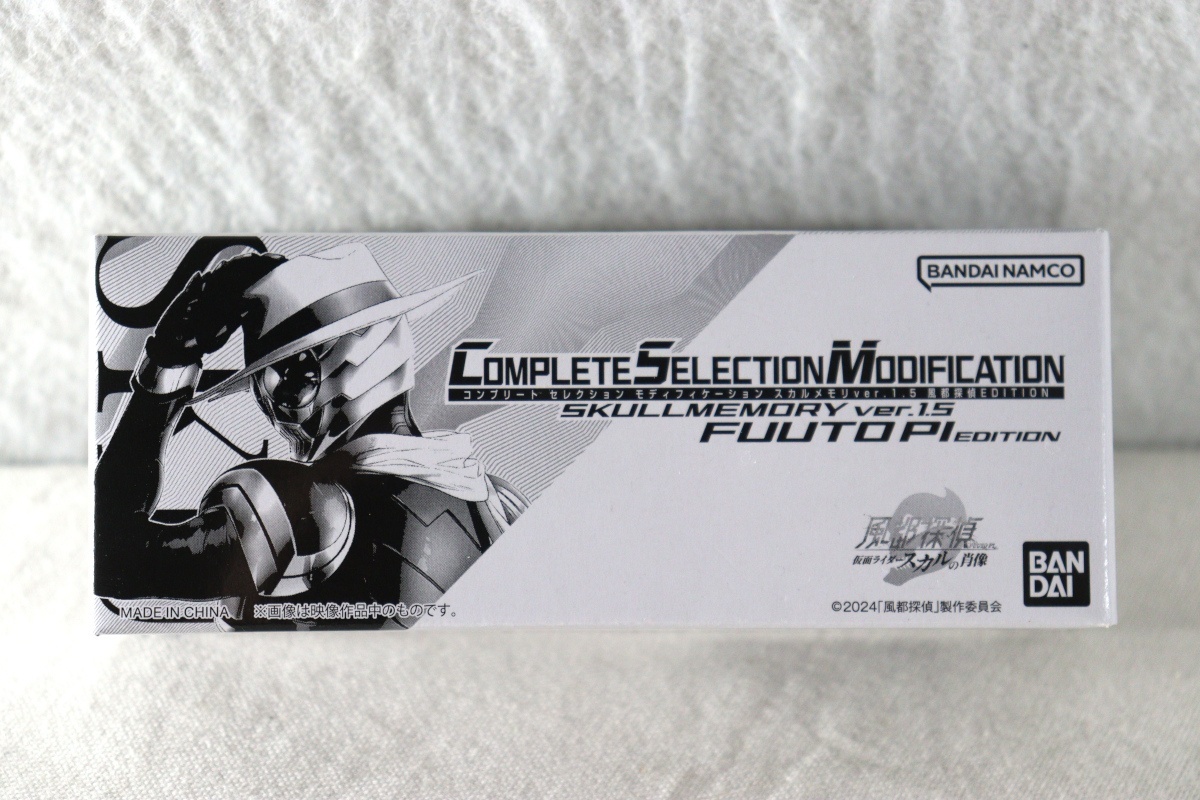 BANDAI NAMCO
COMPLETE SELECTION MODIFICATION
コンプリート セレクション モディフィケーション スカルメモリver.1.5 風都探偵EDITION
SKULLMEMORY ver.1.5
FUUTO PI EDITION
風都探偵
仮面ライダースカルの肖像
BAN
DAI
MADE IN CHINA ※画像は映像作品中のものです。
©2024「風都探偵」製作委員会